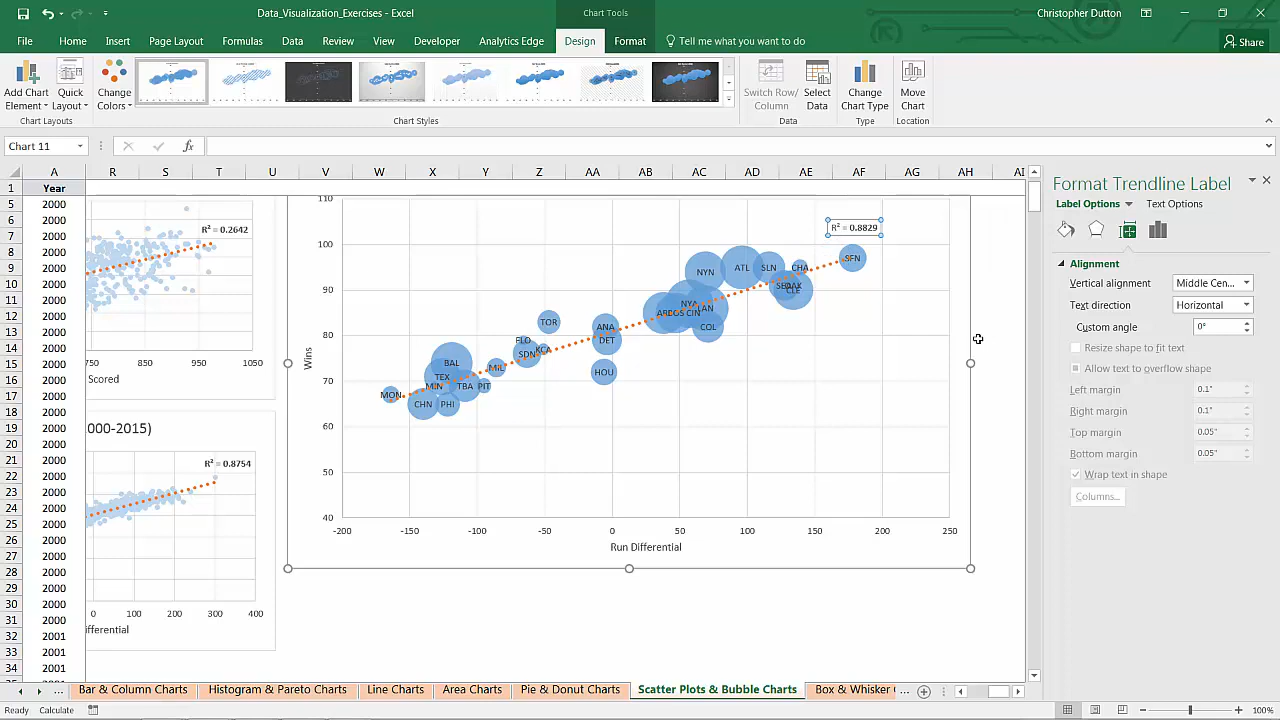 Data_Visualization_Exercises - Excel
Chart Tools
Christopher Dutton
File Home Insert Page Layout Formulas Data Review View Developer Analytics Edge Design Format Tell me what you want to do Share
Add Chart Element Quick Layout Change Colors Switch Row/Column Select Data Change Chart Type Move Chart
Chart Layouts Chart Styles Data Type Location
Chart 11 fx
A R S T U V W X Y Z AA AB AC AD AE AF AG AH AI
1 Year
5 2000
6 2000
7 2000
8 2000
9 2000
10 2000
11 2000
12 2000
13 2000
14 2000
15 2000
16 2000
17 2000
18 2000
19 2000
20 2000
21 2000
22 2000
23 2000
24 2000
25 2000
26 2000
27 2000
28 2000
29 2000
30 2000
31 2000
32 2001
33 2001
34 2001
R² = 0.2642
750 850 950 1050
Scored
000-2015)
R² = 0.8754
0 100 200 300 400
ifferential
110
100
90
80
70
60
50
40
Wins
R² = 0.8829
SFN
NYN ATL SLN CHA
NYA
LAN
CIN
COL
TOR
ANA
DET
HOU
FLO
SDN KCA
BAL
TEX
MIL
MIN TBA PIT
MON
CHN PHI
-200 -150 -100 -50 0 50 100 150 200 250
Run Differential
Format Trendline Label
Label Options Text Options
Alignment
Vertical alignment Middle Cen...
Text direction Horizontal
Custom angle 0°
Resize shape to fit text
Allow text to overflow shape
Left margin 0.1"
Right margin 0.1"
Top margin 0.05"
Bottom margin 0.05"
Wrap text in shape
Columns...
... Bar & Column Charts Histogram & Pareto Charts Line Charts Area Charts Pie & Donut Charts Scatter Plots & Bubble Charts Box & Whisker ...
Ready Calculate 100%